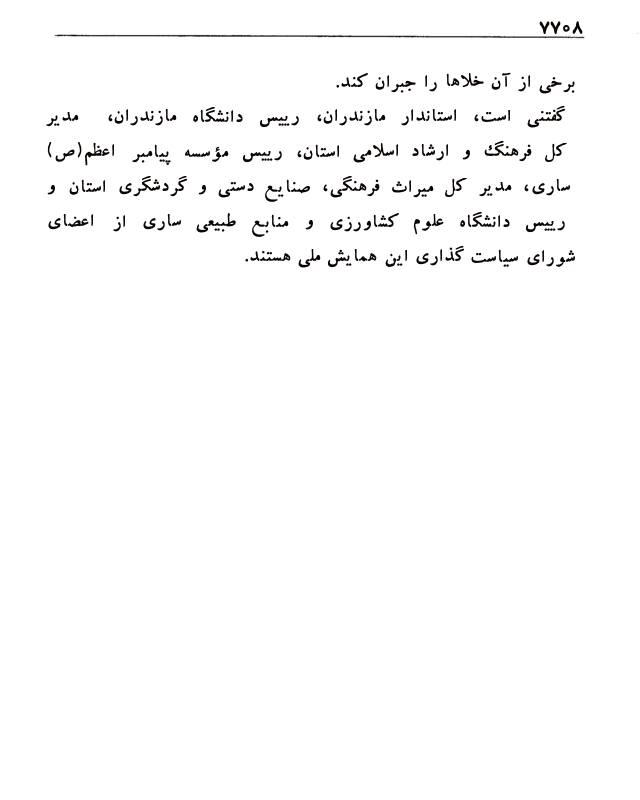 ۷۷۰۸
برخی از آن خلاها را جبران کند.
گفتنی است، استاندار مازندران، رییس دانشگاه مازندران، مدیر
کل فرهنگ و ارشاد اسلامی استان، رییس مؤسسه پیامبر اعظم(ص)
ساری، مدیر کل میراث فرهنگی، صنایع دستی و گردشگری استان و
رییس دانشگاه علوم کشاورزی و منابع طبیعی ساری از اعضای
شورای سیاست گذاری این همایش ملی هستند.